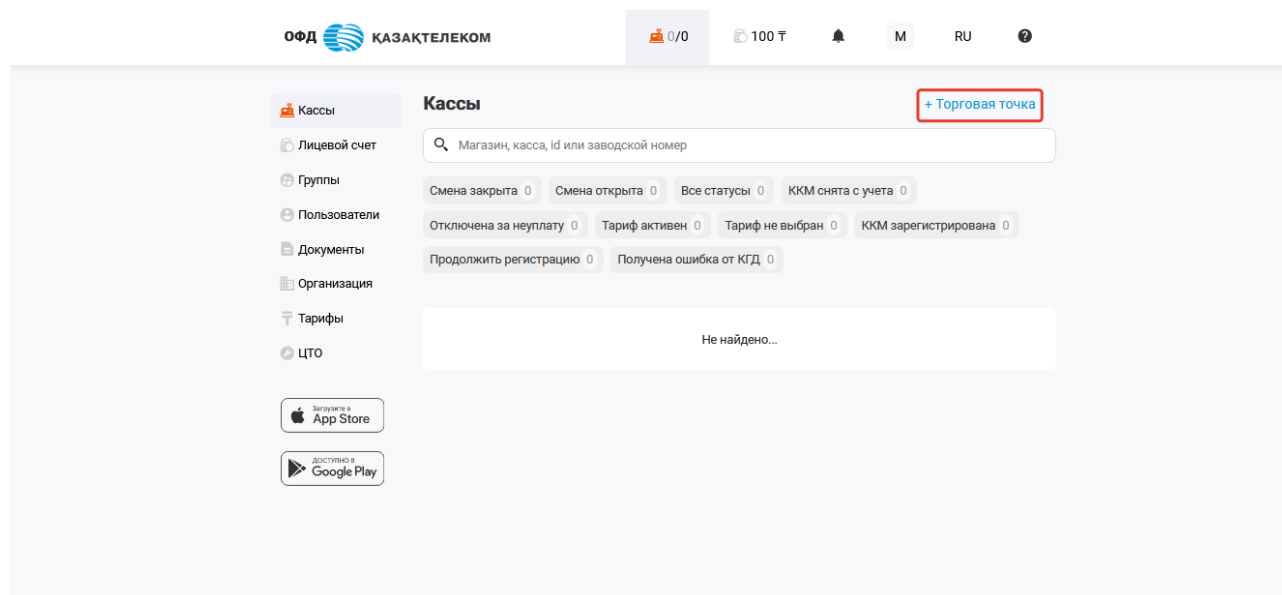 ОФД ҚАЗАҚТЕЛЕКОМ 0/0 100 ₸ M RU
Кассы
Лицевой счет
Группы
Пользователи
Документы
Организация
Тарифы
ЦТО
Загрузите в
App Store
ДОСТУПНО В
Google Play
Кассы + Торговая точка
Магазин, касса, id или заводской номер
Смена закрыта 0 Смена открыта 0 Все статусы 0 ККМ снята с учета 0
Отключена за неуплату 0 Тариф активен 0 Тариф не выбран 0 ККМ зарегистрирована 0
Продолжить регистрацию 0 Получена ошибка от КГД 0
Не найдено...